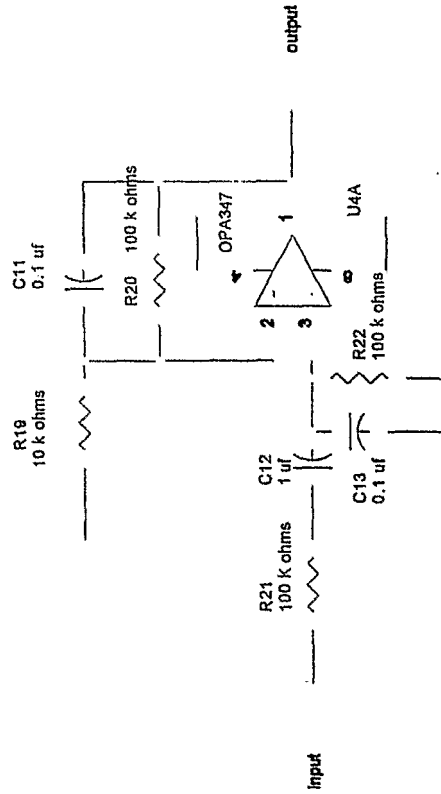 C11
0.1 uf
R19
10 k ohms
R20
100 k ohms
OPA347
4
2
1
3
8
U4A
output
C12
1 uf
R22
100 k ohms
C13
0.1 uf
R21
100 K ohms
Input